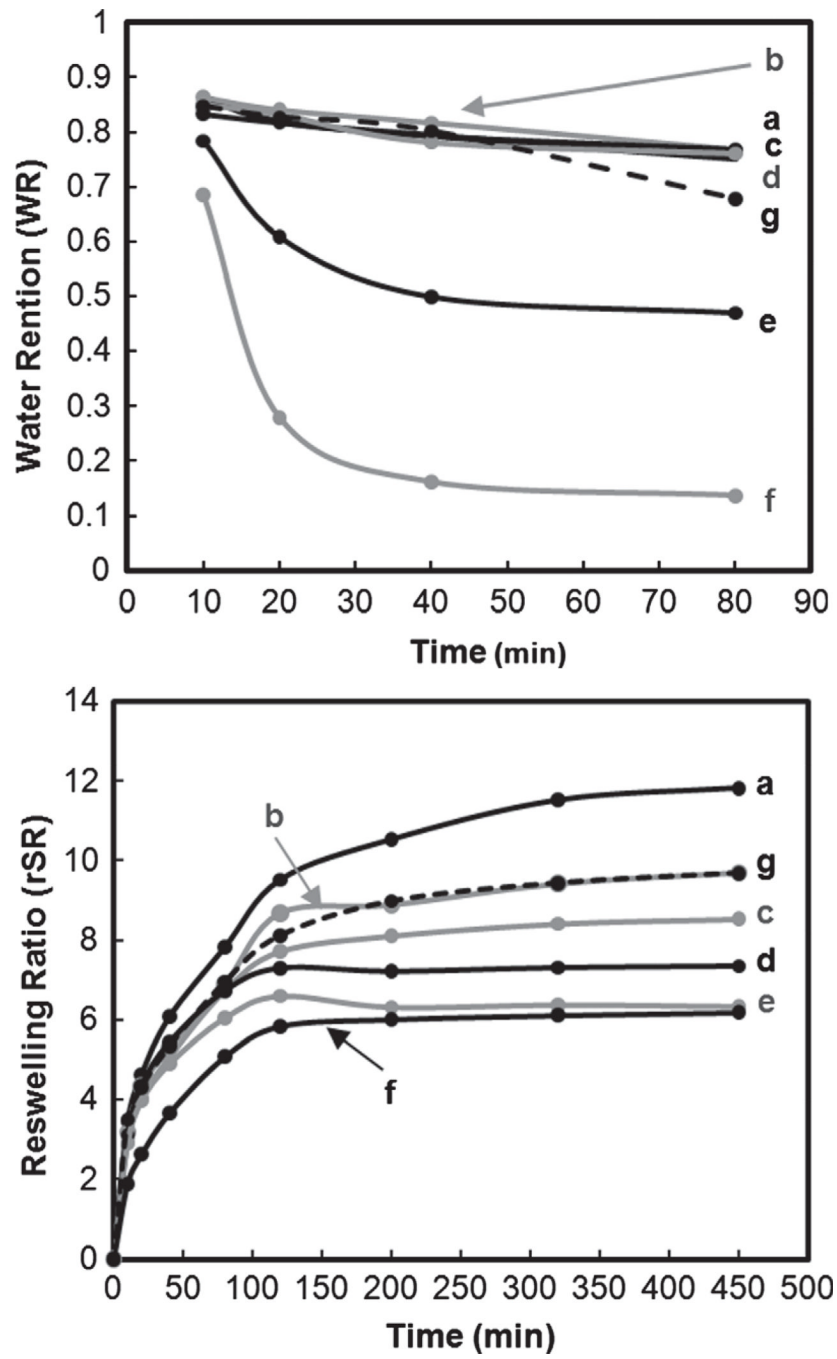 1
0.9
0.8
0.7
0.6
0.5
0.4
0.3
0.2
0.1
0
Water Rention (WR)
b
a
c
d
g
e
f
0 10 20 30 40 50 60 70 80 90
Time (min)
14
12
10
8
6
4
2
0
Reswelling Ratio (rSR)
a
b
g
c
d
e
f
0 50 100 150 200 250 300 350 400 450 500
Time (min)